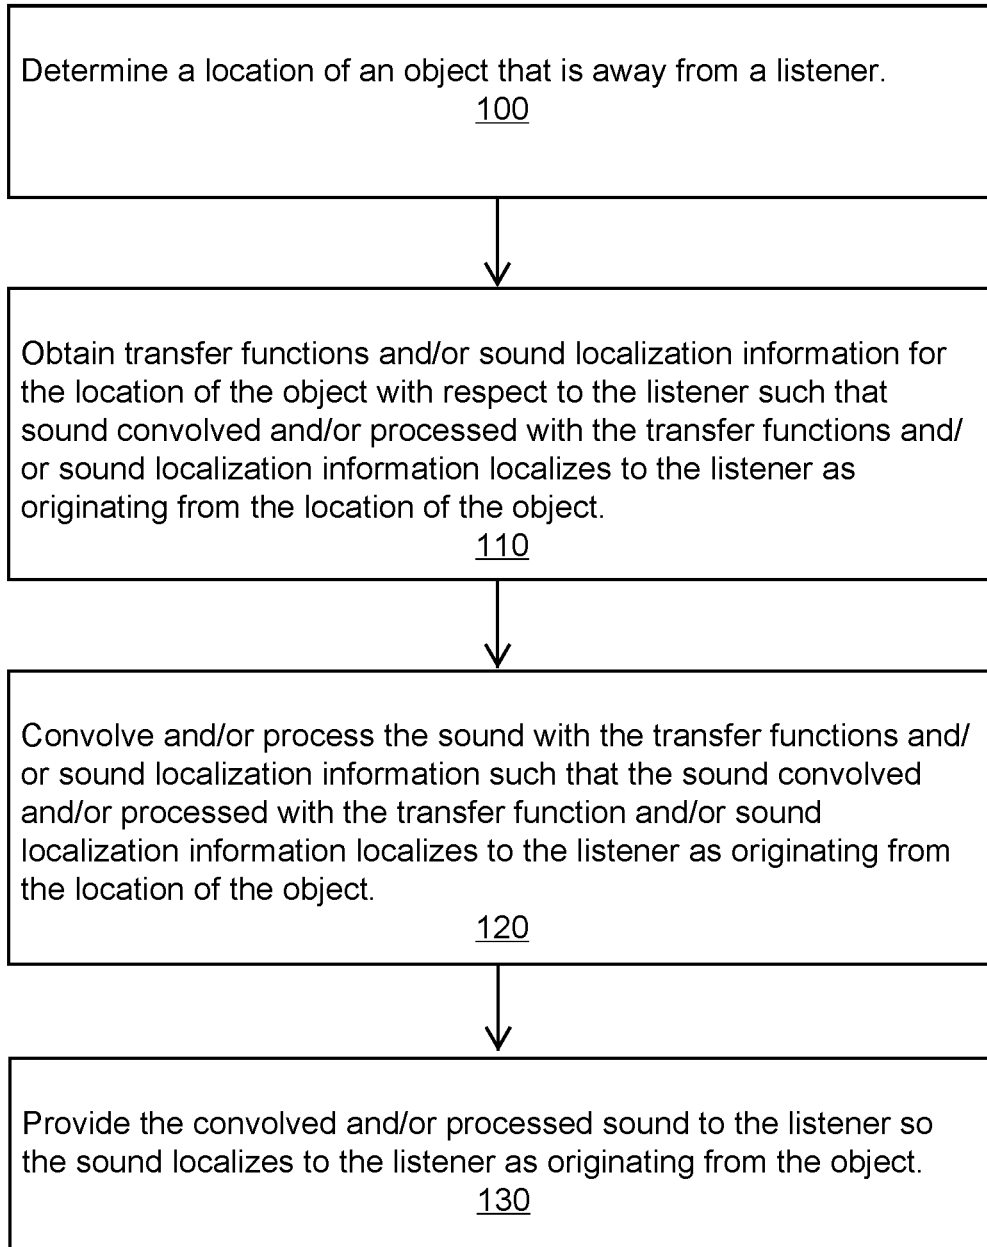 Determine a location of an object that is away from a listener.
100
Obtain transfer functions and/or sound localization information for
the location of the object with respect to the listener such that
sound convolved and/or processed with the transfer functions and/
or sound localization information localizes to the listener as
originating from the location of the object.
110
Convolve and/or process the sound with the transfer functions and/
or sound localization information such that the sound convolved
and/or processed with the transfer function and/or sound
localization information localizes to the listener as originating from
the location of the object.
120
Provide the convolved and/or processed sound to the listener so
the sound localizes to the listener as originating from the object.
130